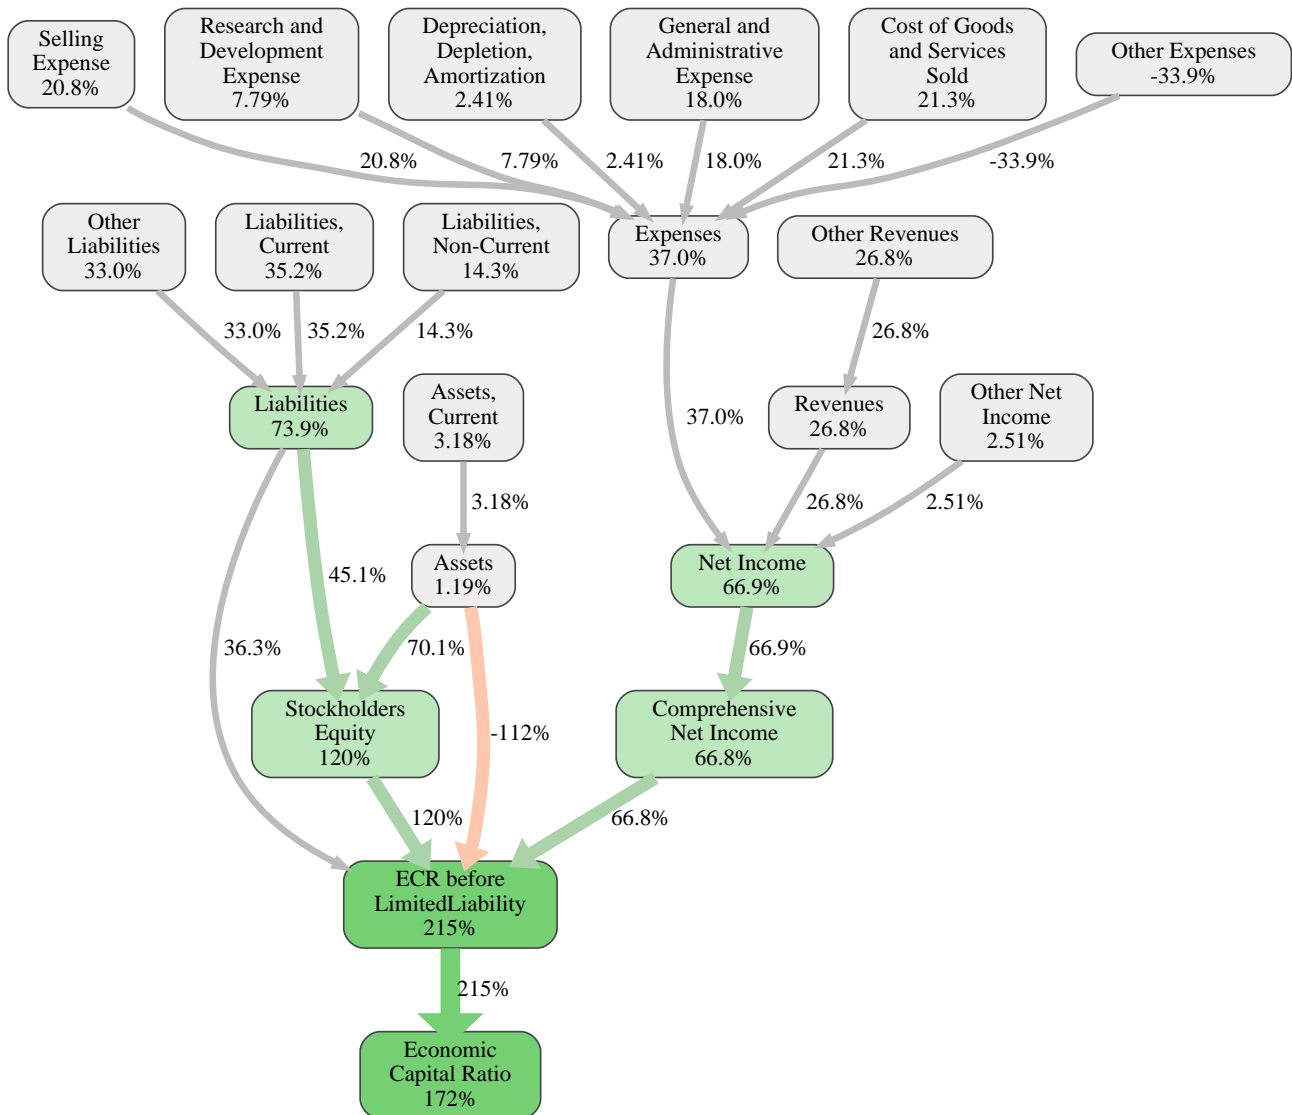 Selling
Expense
20.8%
Research and
Development
Expense
7.79%
Depreciation,
Depletion,
Amortization
2.41%
General and
Administrative
Expense
18.0%
Cost of Goods
and Services
Sold
21.3%
Other Expenses
-33.9%
20.8%
7.79%
2.41%
18.0%
21.3%
-33.9%
Other
Liabilities
33.0%
Liabilities,
Current
35.2%
Liabilities,
Non-Current
14.3%
Expenses
37.0%
Other Revenues
26.8%
33.0%
35.2%
14.3%
26.8%
Liabilities
73.9%
Assets,
Current
3.18%
37.0%
Revenues
26.8%
Other Net
Income
2.51%
3.18%
26.8%
2.51%
45.1%
Assets
1.19%
Net Income
66.9%
36.3%
70.1%
66.9%
Stockholders
Equity
120%
-112%
Comprehensive
Net Income
66.8%
120%
66.8%
ECR before
LimitedLiability
215%
215%
Economic
Capital Ratio
172%